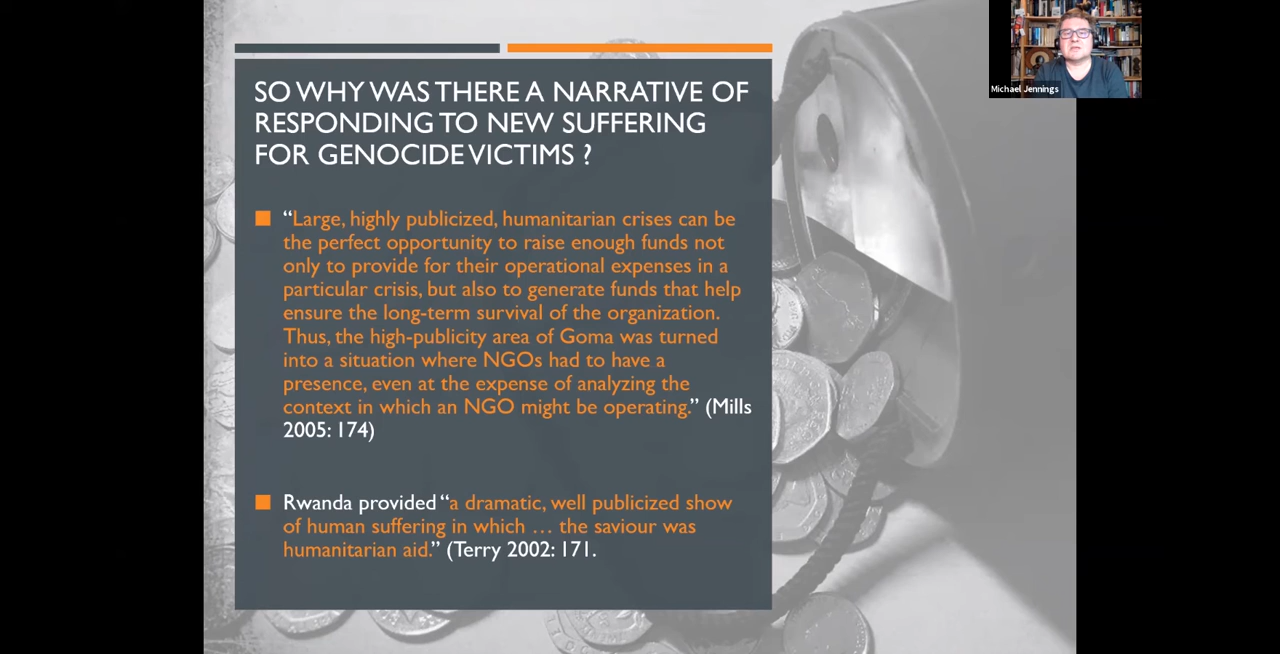 SO WHY WAS THERE A NARRATIVE OF
RESPONDING TO NEW SUFFERING
FOR GENOCIDE VICTIMS ?
“Large, highly publicized, humanitarian crises can be
the perfect opportunity to raise enough funds not
only to provide for their operational expenses in a
particular crisis, but also to generate funds that help
ensure the long-term survival of the organization.
Thus, the high-publicity area of Goma was turned
into a situation where NGOs had to have a
presence, even at the expense of analyzing the
context in which an NGO might be operating.” (Mills
2005: 174)
Rwanda provided “a dramatic, well publicized show
of human suffering in which … the saviour was
humanitarian aid.” (Terry 2002: 171.
Michael Jennings